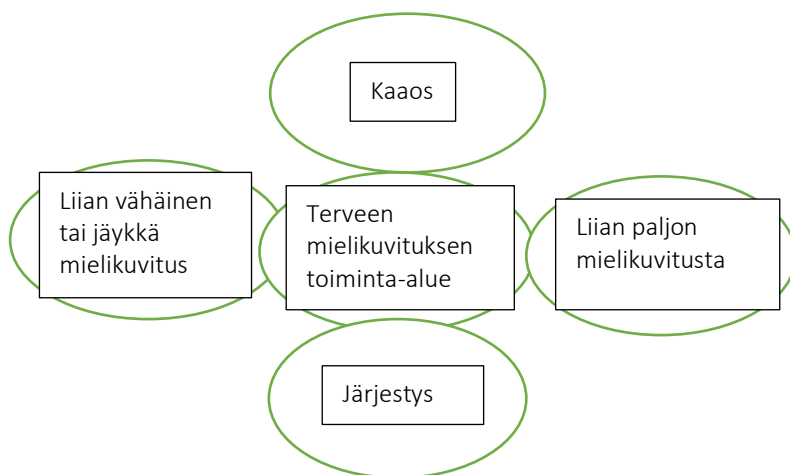 Kaaos
Liian vähäinen
tai jäykkä
mielikuvitus
Terveen
mielikuvituksen
toiminta-alue
Liian paljon
mielikuvitusta
Järjestys